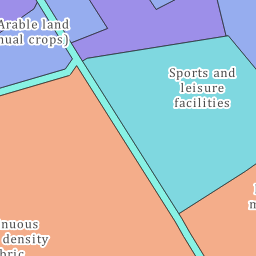 Arable land
nual crops)
Sports and
leisure
facilities
nuous
density
bric
m